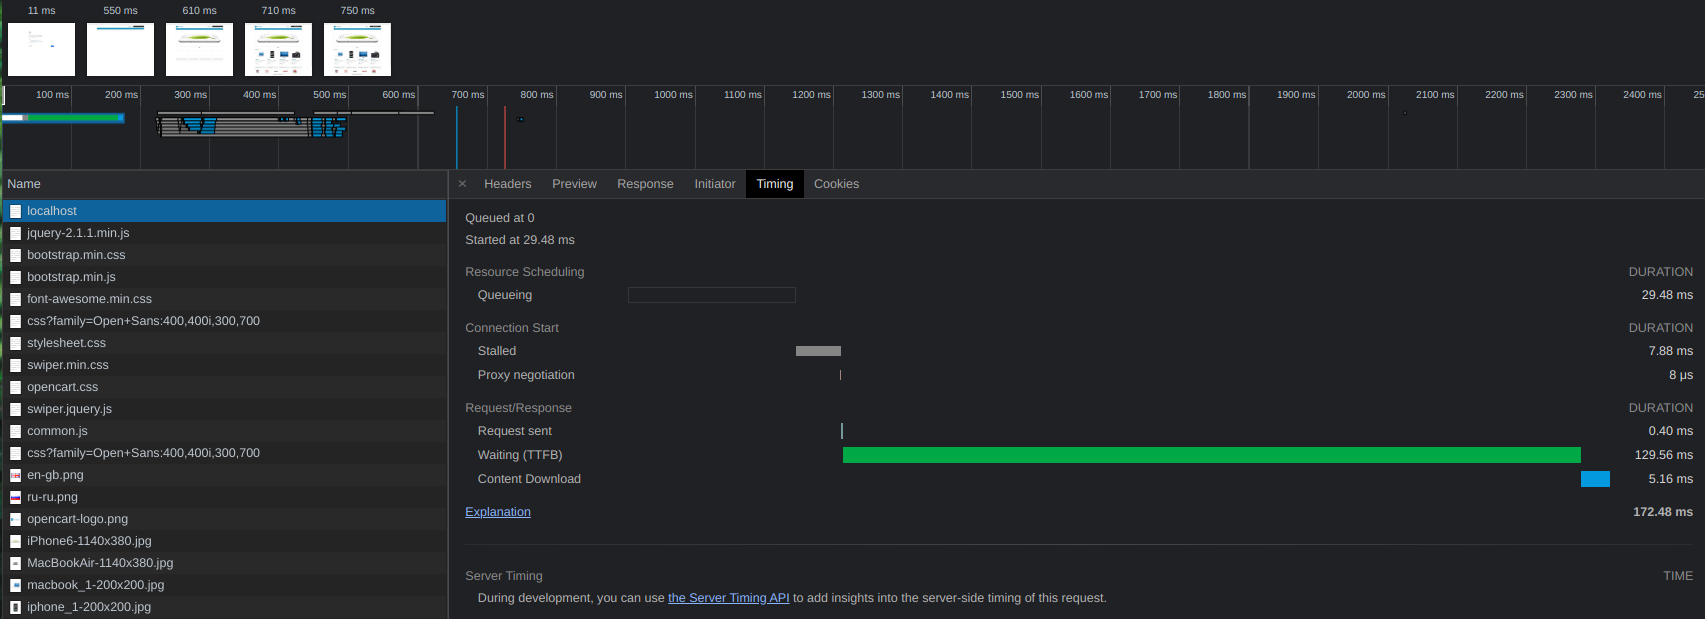 11 ms 550 ms 610 ms 710 ms 750 ms
100 ms 200 ms 300 ms 400 ms 500 ms 600 ms 700 ms 800 ms 900 ms 1000 ms 1100 ms 1200 ms 1300 ms 1400 ms 1500 ms 1600 ms 1700 ms 1800 ms 1900 ms 2000 ms 2100 ms 2200 ms 2300 ms 2400 ms
Name
localhost
jquery-2.1.1.min.js
bootstrap.min.css
bootstrap.min.js
font-awesome.min.css
css?family=Open+Sans:400,400i,300,700
stylesheet.css
swiper.min.css
opencart.css
swiper.jquery.js
common.js
css?family=Open+Sans:400,400i,300,700
en-gb.png
ru-ru.png
opencart-logo.png
iPhone6-1140x380.jpg
MacBookAir-1140x380.jpg
macbook_1-200x200.jpg
iphone_1-200x200.jpg
× Headers Preview Response Initiator Timing Cookies
Queued at 0
Started at 29.48 ms
Resource Scheduling DURATION
Queueing 29.48 ms
Connection Start DURATION
Stalled 7.88 ms
Proxy negotiation 8 μs
Request/Response DURATION
Request sent 0.40 ms
Waiting (TTFB) 129.56 ms
Content Download 5.16 ms
Explanation 172.48 ms
Server Timing TIME
During development, you can use the Server Timing API to add insights into the server-side timing of this request.